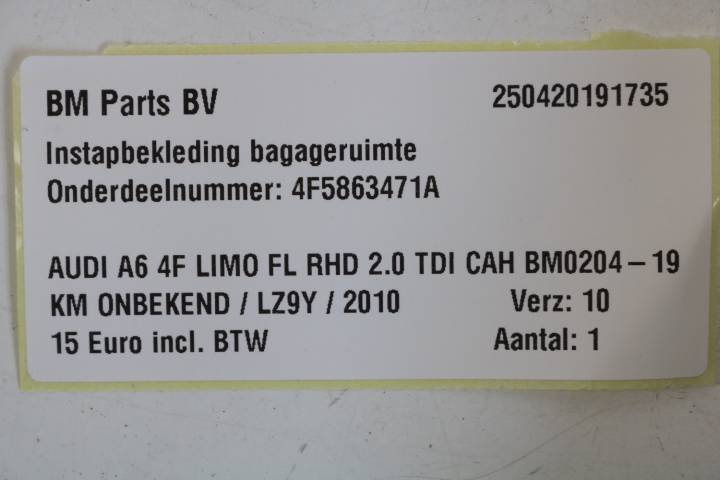 BM Parts BV 250420191735
Instapbekleding bagageruimte
Onderdeelnummer: 4F5863471A
AUDI A6 4F LIMO FL RHD 2.0 TDI CAH BM0204-19
KM ONBEKEND / LZ9Y / 2010 Verz: 10
15 Euro incl. BTW Aantal: 1